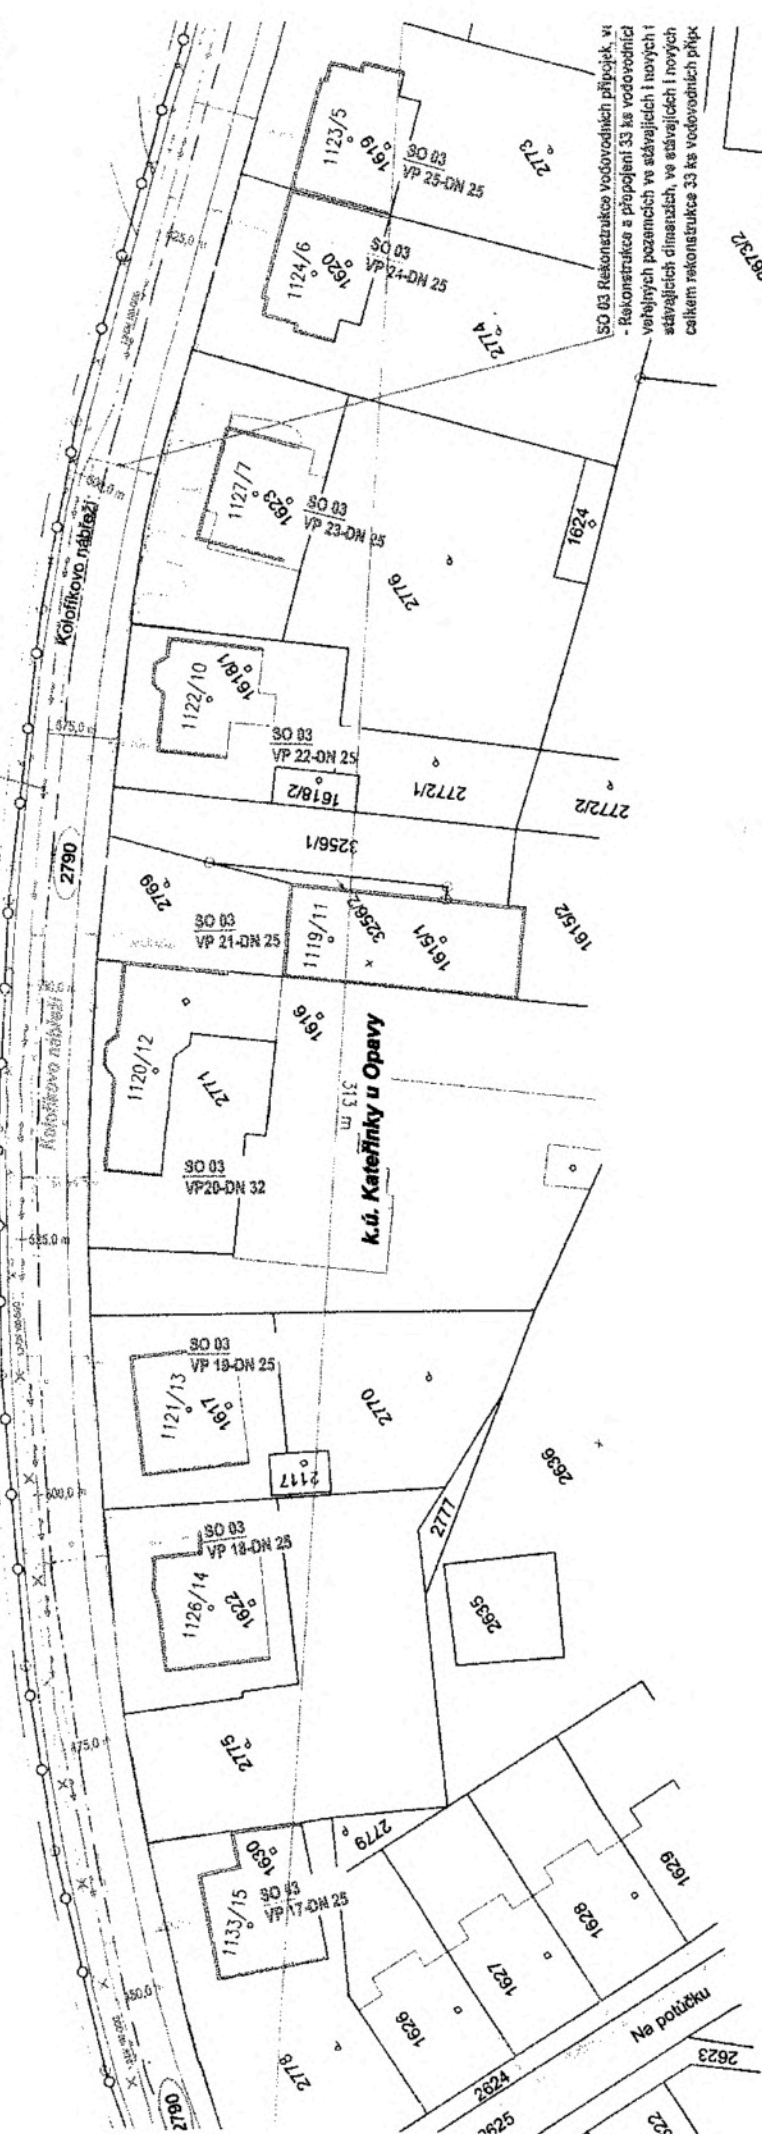 SO 03 Rekonstrukce vodovodních přípojek,
- Rekonstrukce a přepojení 33 ks vodovodních
veřejných pozemcích ve stávajících i nových
stávajících dimenzích, ve stávajících i nových
celkem rekonstrukce 33 ks vodovodních
1123/5
1619
SO 03
VP 25-DN 25
2773
2673/2
1124/6
1620
SO 03
VP 24-DN 25
2774
625,0 m
1127/7
1623
SO 03
VP 23-DN 25
1624
2776
600,0 m
Kolofíkovo nábřeží
1122/10
1618/1
575,0 m
SO 03
VP 22-DN 25
1618/2
2772/1
2772/2
3256/1
2790
2769
SO 03
VP 21-DN 25
1119/11
3256/2
1615/1
1615/2
Kolofíkovo nábřeží
1120/12
2771
1616
313 m
k.ú. Kateřinky u Opavy
SO 03
VP20-DN 32
525,0 m
SO 03
VP 19-DN 25
1121/13
1617
2770
2117
2636
500,0 m
2777
SO 03
VP 18-DN 25
1126/14
1622
2635
475,0 m
2775
2779
1630
SO 03
VP 17-DN 25
1133/15
1629
1628
1627
1626
450,0
2778
Na potůčku
2624
2623
2625
2790